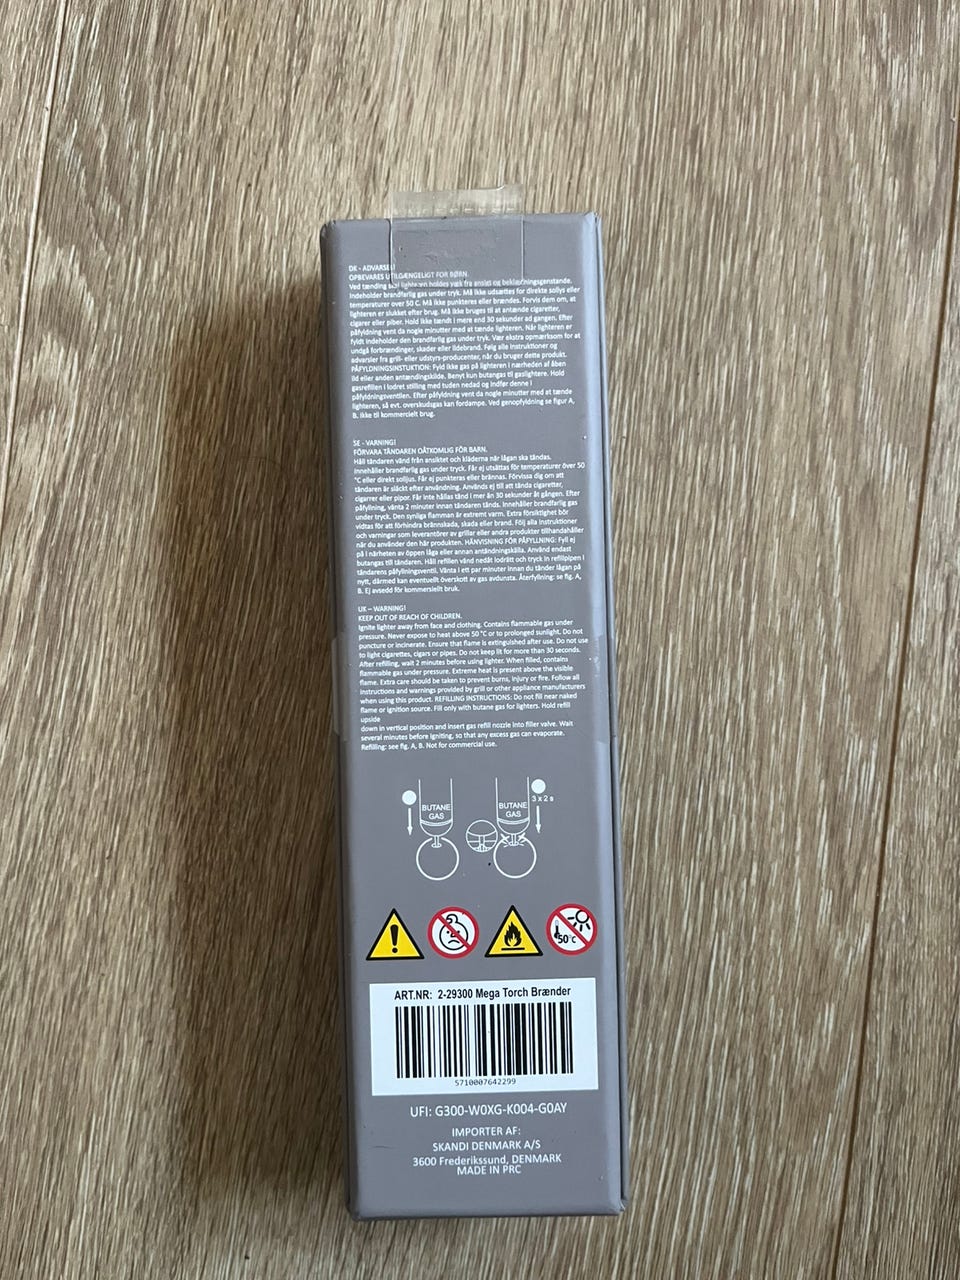 DK - ADVARSEL!
OPBEVARES UTILGÆNGELIGT FOR BØRN.
Ved tænding skal lighteren holdes væk fra ansigt og beklædningsgenstande.
Indeholder brandfarlig gas under tryk. Må ikke udsættes for direkte sollys eller
temperaturer over 50 C. Må ikke punkteres eller brændes. Forvis dem om, at
lighteren er slukket efter brug. Må ikke bruges til at antænde cigaretter,
cigarer eller piber. Hold ikke tændt i mere end 30 sekunder ad gangen. Efter
påfyldning vent da nogle minutter med at tænde lighteren. Når lighteren er
fyldt indeholder den brandfarlig gas under tryk. Vær ekstra opmærksom for at
undgå forbrændinger, skader eller ildebrand. Følg alle instruktioner og
advarsler fra grill- eller udstyrs-producenter, når du bruger dette produkt.
PÅFYLDNINGSINSTUKTION: Fyld ikke gas på lighteren i nærheden af åben
ild eller anden antændingskilde. Benyt kun butangas til gaslightere. Hold
gasrefillen i lodret stilling med tuden nedad og indfør denne i
påfyldningsventilen. Efter påfyldning vent da nogle minutter med at tænde
lighteren, så evt. overskudsgas kan fordampe. Ved genopfyldning se figur A,
B. Ikke til kommercielt brug.
SE - VARNING!
FÖRVARA TÄNDAREN OÅTKOMLIG FÖR BARN.
Håll tändaren vänd från ansiktet och kläderna når lågan ska tändas.
Innehåller brandfarlig gas under tryck. Får ej utsättas för temperaturer över 50
°C eller direkt solljus. Får ej punkteras eller brännas. Förvissa dig om att
tändaren är släckt efter användning. Används ej till att tända cigaretter,
cigarrer eller pipor. Får inte hållas tänd i mer än 30 sekunder åt gången. Efter
påfyllning, vänta 2 minuter innan tändaren tänds. Innehåller brandfarlig gas
under tryck. Den synliga flamman är extremt varm. Extra försiktighet bör
vidtas för att förhindra brännskada, skada eller brand. Följ alla instruktioner
och varningar som leverantörer av grillar eller andra produkter tillhandahåller
når du använder den här produkten. HÄNVISNING FÖR PÅFYLLNING: Fyll ej
på i närheten av öppen låga eller annan antändningskälla. Använd endast
butangas till tändaren. Håll refillen vänd nedåt lodrätt och tryck in refillpipen i
tändarens påfyllningsventil. Vänta i ett par minuter innan du tänder lågan på
nytt, därmed kan eventuellt överskott av gas avdunsta. Återfyllning: se fig. A,
B. Ej avsedd för kommersiellt bruk.
UK – WARNING!
KEEP OUT OF REACH OF CHILDREN.
Ignite lighter away from face and clothing. Contains flammable gas under
pressure. Never expose to heat above 50 °C or to prolonged sunlight. Do not
puncture or incinerate. Ensure that flame is extinguished after use. Do not use
to light cigarettes, cigars or pipes. Do not keep lit for more than 30 seconds.
After refilling, wait 2 minutes before using lighter. When filled, contains
flammable gas under pressure. Extreme heat is present above the visible
flame. Extra care should be taken to prevent burns, injury or fire. Follow all
instructions and warnings provided by grill or other appliance manufacturers
when using this product. REFILLING INSTRUCTIONS: Do not fill near naked
flame or ignition source. Fill only with butane gas for lighters. Hold refill
upside
down in vertical position and insert gas refill nozzle into filler valve. Wait
several minutes before igniting, so that any excess gas can evaporate.
Refilling: see fig. A, B. Not for commercial use.
BUTANE
GAS
BUTANE
GAS
3 x 2 s
50°C
ART.NR: 2-29300 Mega Torch Brænder
5710007642299
UFI: G300-W0XG-K004-G0AY
IMPORTER AF:
SKANDI DENMARK A/S
3600 Frederikssund, DENMARK
MADE IN PRC